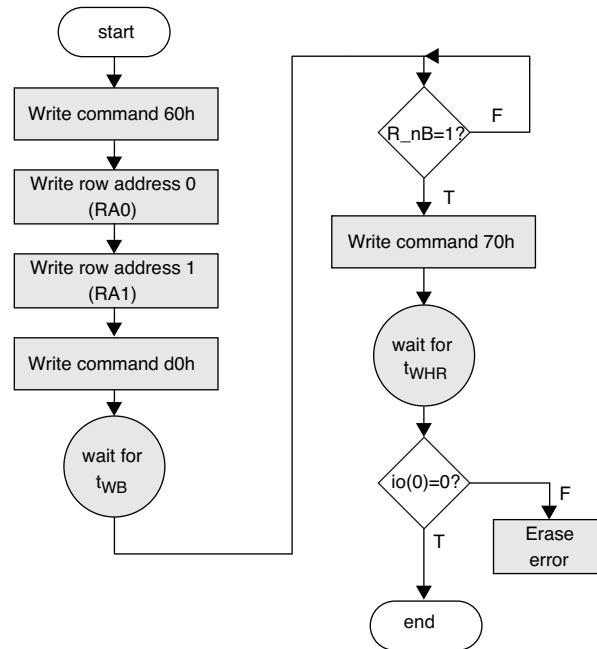 start
Write command 60h
Write row address 0
(RA0)
Write row address 1
(RA1)
Write command d0h
wait for
tWB
R_nB=1?
F
T
Write command 70h
wait for
tWHR
io(0)=0?
F
T
Erase
error
end